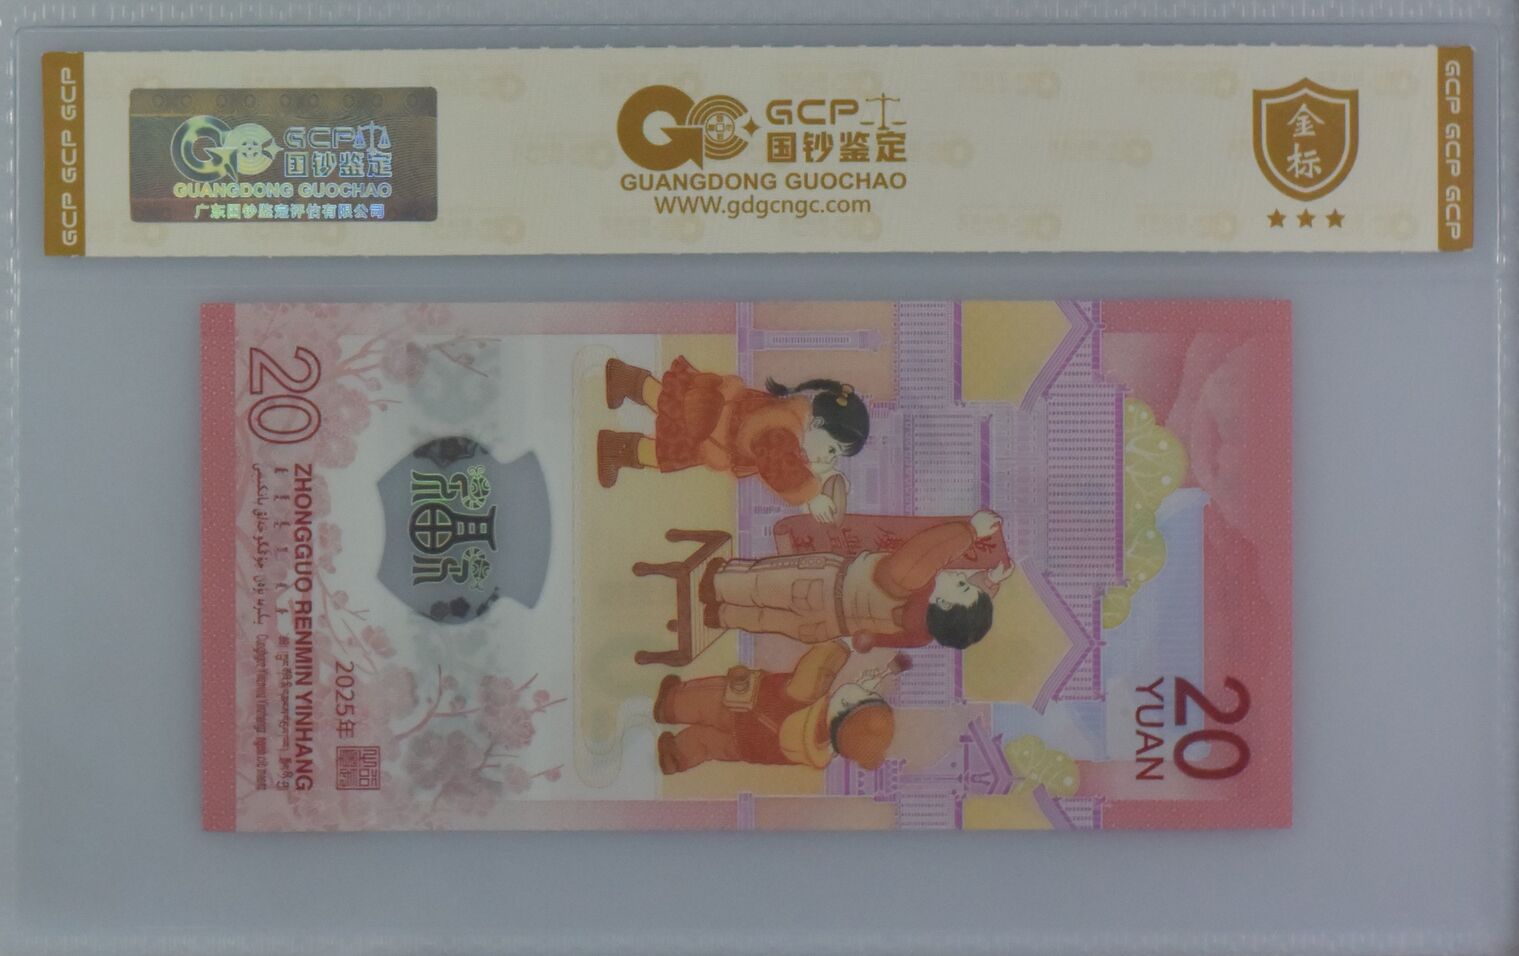 GCP GCP GCP
GCP
国钞鉴定
GUANGDONG GUOCHAO
广东国钞鉴定评估有限公司
GCP
国钞鉴定
GUANGDONG GUOCHAO
WWW.gdgcngc.com
金标
GCP GCP GCP
20
YUAN
2025年
20
ZHONGGUO RENMIN YINHANG